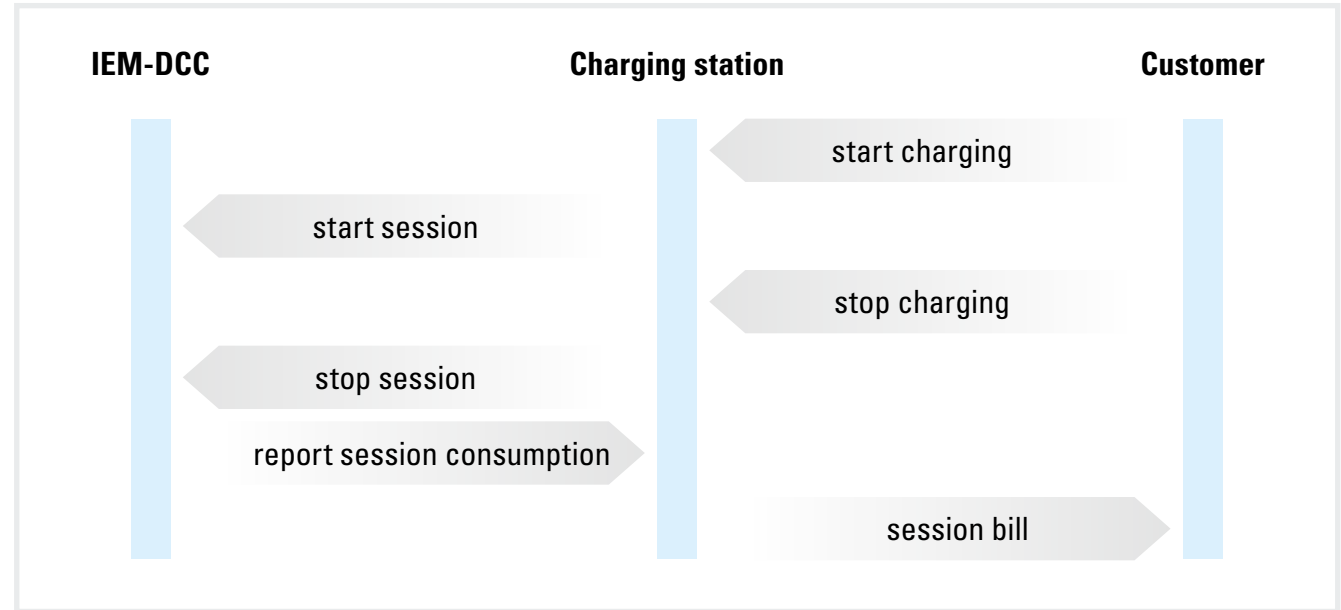 IEM-DCC
Charging station
Customer
start charging
start session
stop charging
stop session
report session consumption
session bill